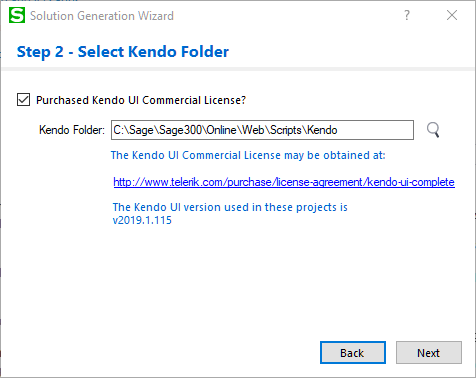 S Solution Generation Wizard ? ×
Step 2 - Select Kendo Folder
Purchased Kendo UI Commercial License?
Kendo Folder: C:\Sage\Sage300\Online\Web\Scripts\Kendo
The Kendo UI Commercial License may be obtained at:
http://www.telerik.com/purchase/license-agreement/kendo-ui-complete
The Kendo UI version used in these projects is
v2019.1.115
Back Next